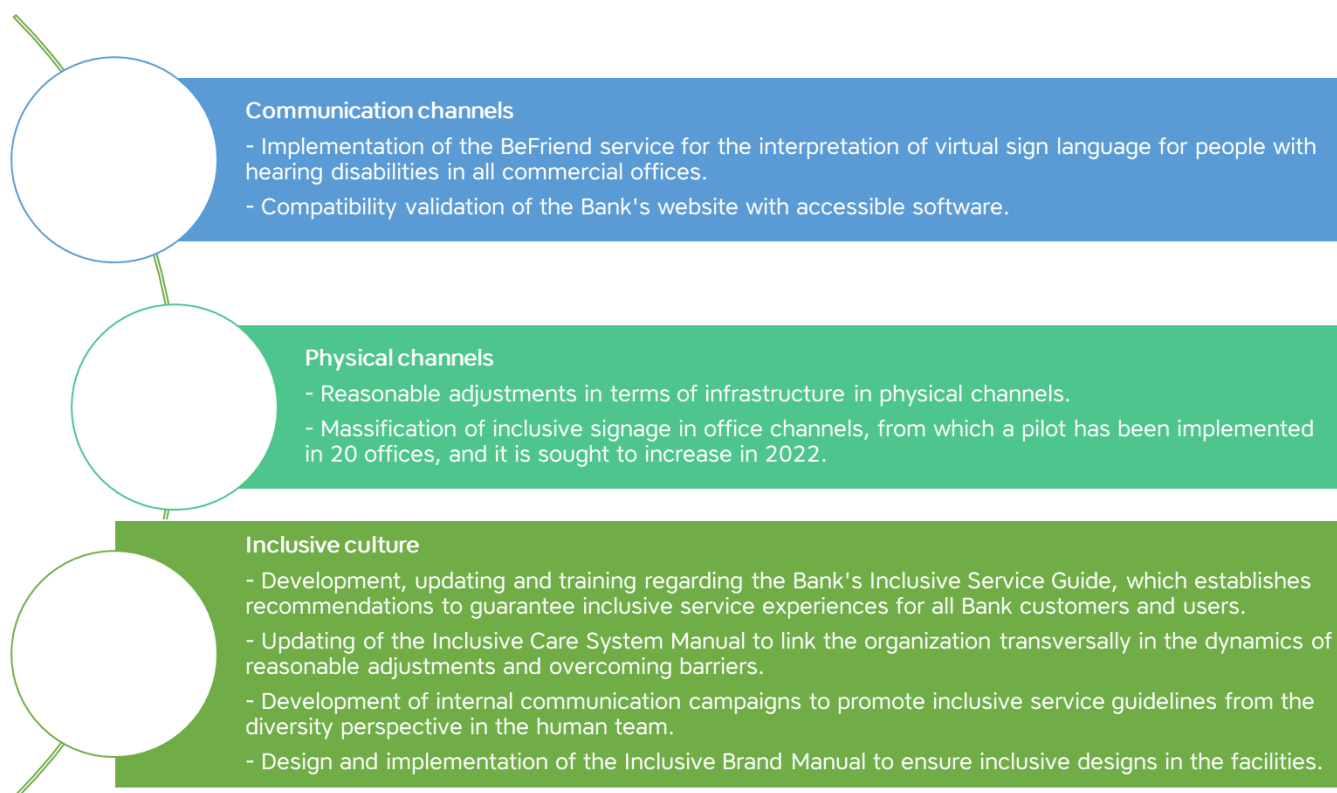 Communication channels
- Implementation of the BeFriend service for the interpretation of virtual sign language for people with
hearing disabilities in all commercial offices.
- Compatibility validation of the Bank's website with accessible software.
Physical channels
- Reasonable adjustments in terms of infrastructure in physical channels.
- Massification of inclusive signage in office channels, from which a pilot has been implemented
in 20 offices, and it is sought to increase in 2022.
Inclusive culture
- Development, updating and training regarding the Bank's Inclusive Service Guide, which establishes
recommendations to guarantee inclusive service experiences for all Bank customers and users.
- Updating of the Inclusive Care System Manual to link the organization transversally in the dynamics of
reasonable adjustments and overcoming barriers.
- Development of internal communication campaigns to promote inclusive service guidelines from the
diversity perspective in the human team.
- Design and implementation of the Inclusive Brand Manual to ensure inclusive designs in the facilities.